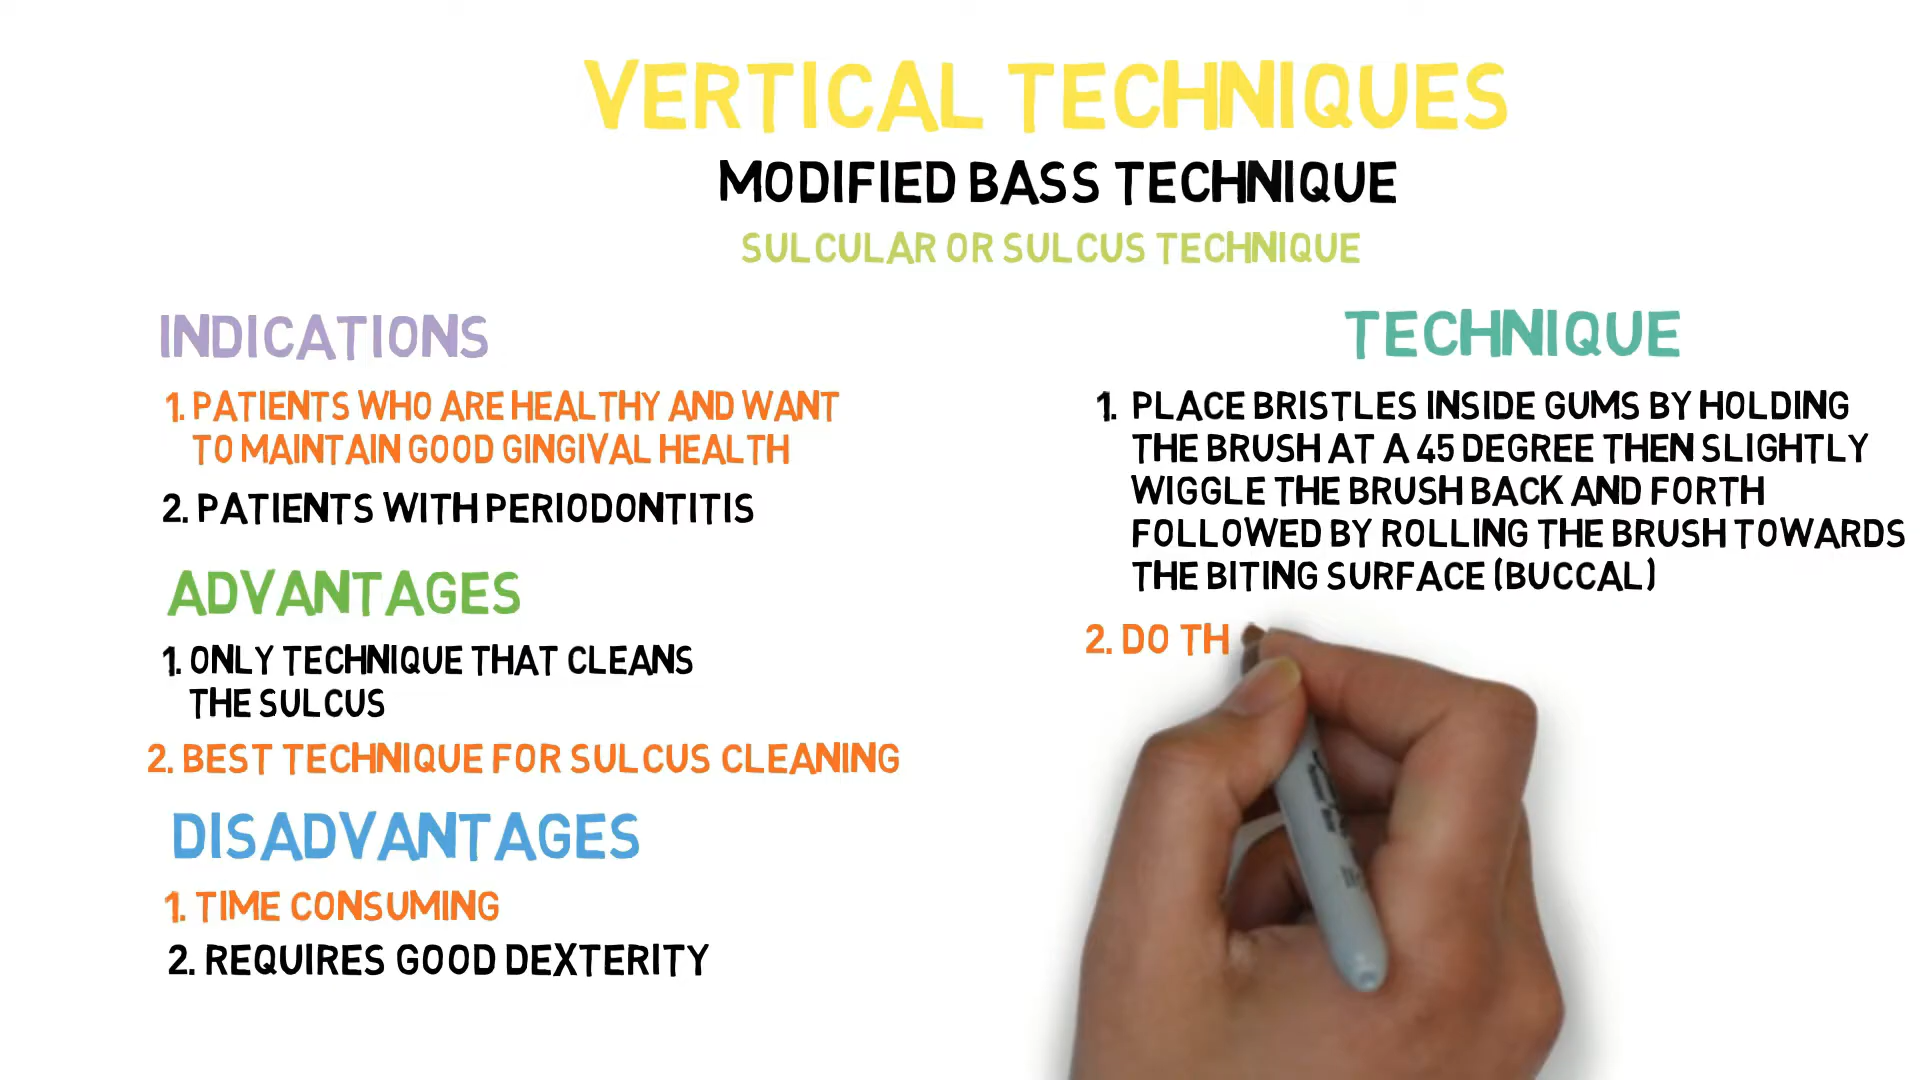 VERTICAL TECHNIQUES
MODIFIED BASS TECHNIQUE
SULCULAR OR SULCUS TECHNIQUE
INDICATIONS
1. PATIENTS WHO ARE HEALTHY AND WANT
TO MAINTAIN GOOD GINGIVAL HEALTH
2. PATIENTS WITH PERIODONTITIS
ADVANTAGES
1. ONLY TECHNIQUE THAT CLEANS
THE SULCUS
2. BEST TECHNIQUE FOR SULCUS CLEANING
DISADVANTAGES
1. TIME CONSUMING
2. REQUIRES GOOD DEXTERITY
TECHNIQUE
1. PLACE BRISTLES INSIDE GUMS BY HOLDING
THE BRUSH AT A 45 DEGREE THEN SLIGHTLY
WIGGLE THE BRUSH BACK AND FORTH
FOLLOWED BY ROLLING THE BRUSH TOWARDS
THE BITING SURFACE (BUCCAL)
2. DO TH